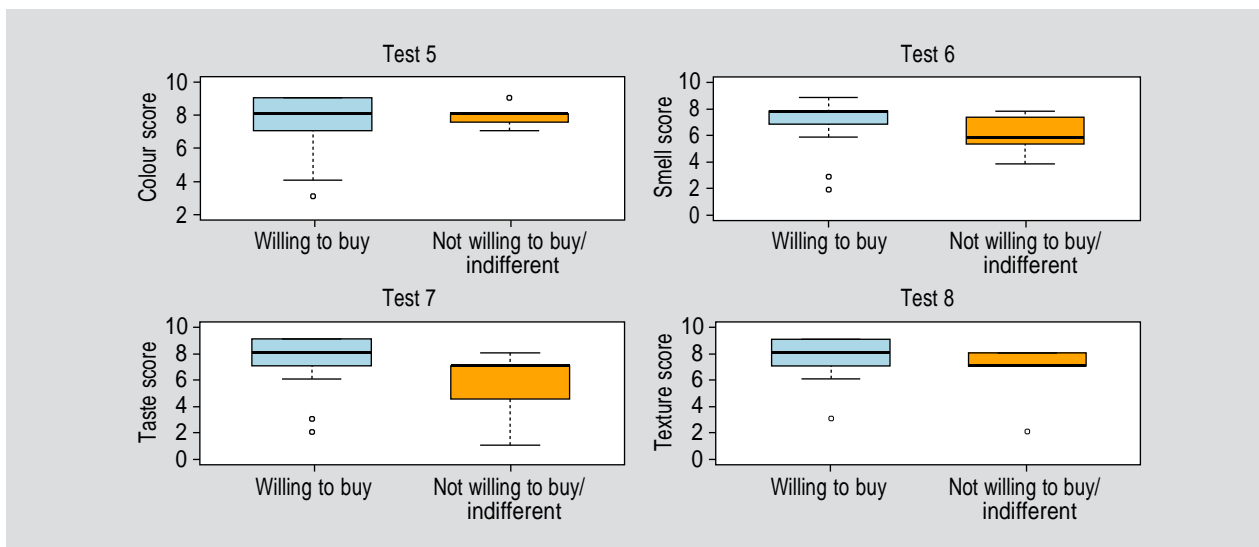 Test 5
Colour score
10
8
6
4
2
Willing to buy
Not willing to buy/
indifferent
Test 6
Smell score
10
8
6
4
2
0
Willing to buy
Not willing to buy/
indifferent
Test 7
Taste score
10
8
6
4
2
0
Willing to buy
Not willing to buy/
indifferent
Test 8
Texture score
10
8
6
4
2
0
Willing to buy
Not willing to buy/
indifferent